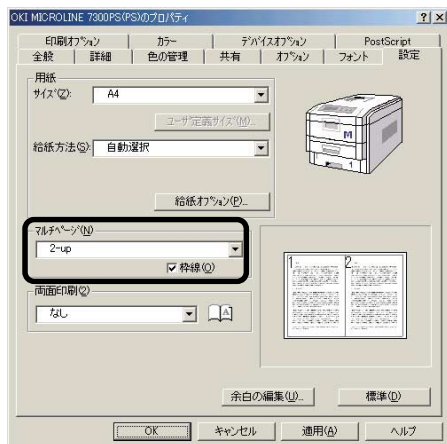 OKI MICROLINE 7300PS(PS)のプロパティ
印刷オプション カラー デバイスオプション PostScript
全般 詳細 色の管理 共有 オプション フォント 設定
用紙
サイズ(Z): A4
ユーザ定義サイズ(M)...
給紙方法(S): 自動選択
給紙オプション(P)...
マルチページ(N)
2-up
枠線(O)
両面印刷(2)
なし
A
M
1
1 2
余白の編集(U)... 標準(D)
OK キャンセル 適用(A) ヘルプ